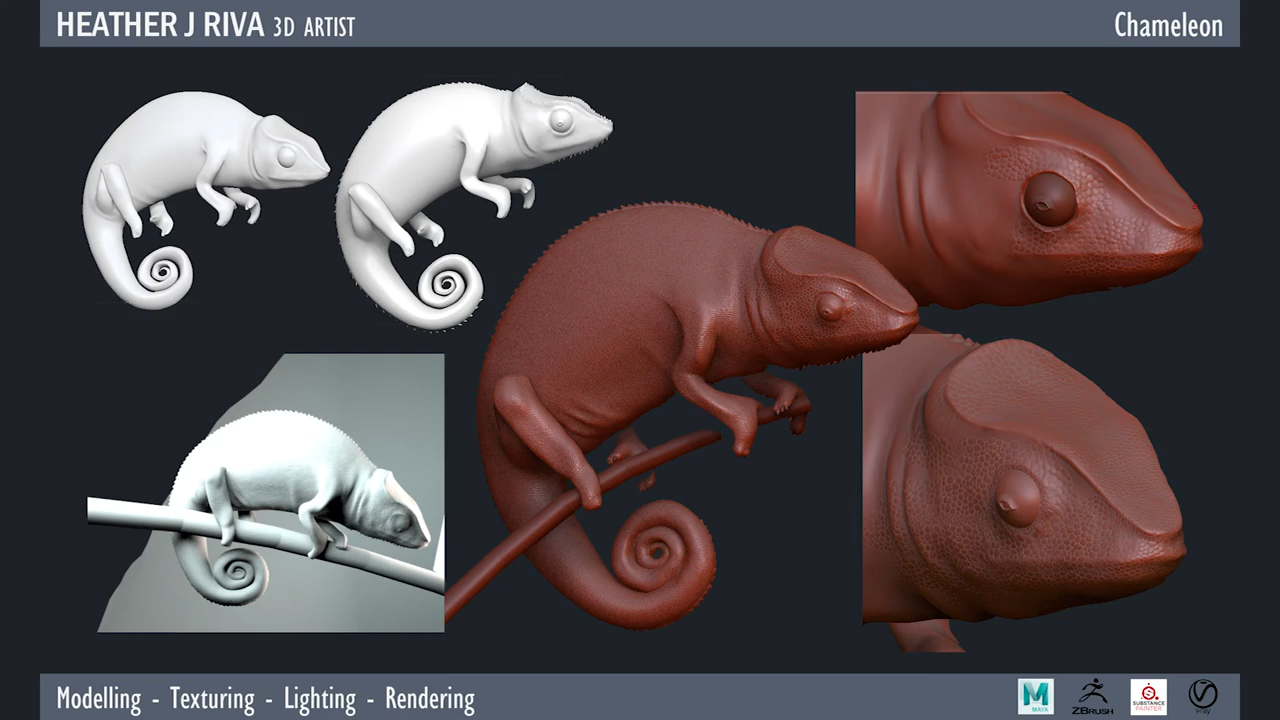 HEATHER J RIVA 3D ARTIST
Chameleon
Modelling - Texturing - Lighting - Rendering
MAYA
ZBRUSH
SUBSTANCE
PAINTER